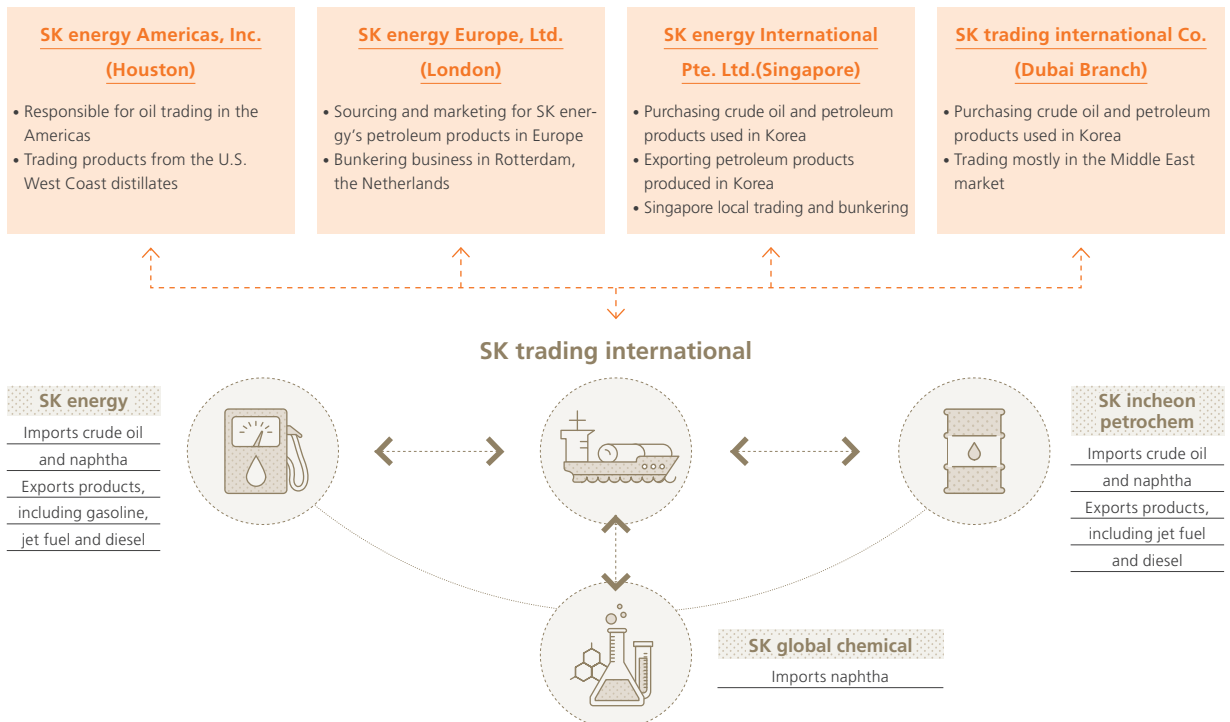 SK energy Americas, Inc.
(Houston)
• Responsible for oil trading in the
Americas
• Trading products from the U.S.
West Coast distillates
SK energy Europe, Ltd.
(London)
• Sourcing and marketing for SK ener-
gy's petroleum products in Europe
• Bunkering business in Rotterdam,
the Netherlands
SK energy International
Pte. Ltd.(Singapore)
• Purchasing crude oil and petroleum
products used in Korea
• Exporting petroleum products
produced in Korea
• Singapore local trading and bunkering
SK trading international Co.
(Dubai Branch)
• Purchasing crude oil and petroleum
products used in Korea
• Trading mostly in the Middle East
market
SK trading international
SK energy
Imports crude oil
and naphtha
Exports products,
including gasoline,
jet fuel and diesel
SK incheon
petrochem
Imports crude oil
and naphtha
Exports products,
including jet fuel
and diesel
SK global chemical
Imports naphtha